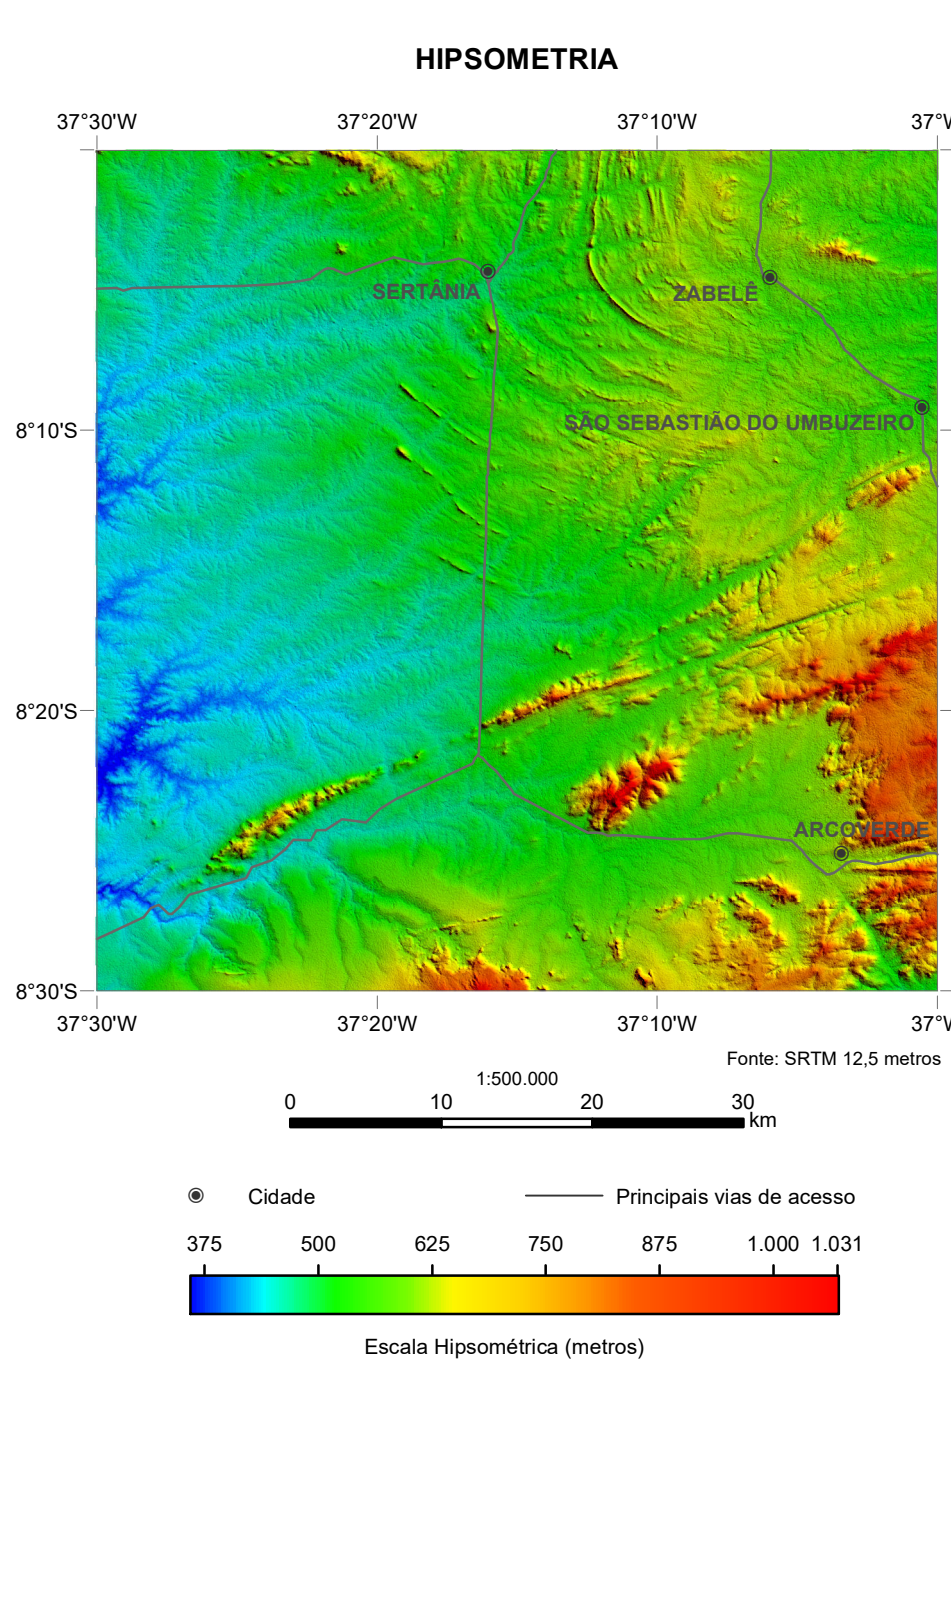 HIPSOMETRIA
37°30'W 37°20'W 37°10'W 37°W
SERTÂNIA
ZABELÊ
8°10'S
SÃO SEBASTIÃO DO UMBUZEIRO
8°20'S
ARCOVERDE
8°30'S
37°30'W 37°20'W 37°10'W 37°W
Fonte: SRTM 12,5 metros
1:500.000
0 10 20 30
km
Cidade Principais vias de acesso
375 500 625 750 875 1.000 1.031
Escala Hipsométrica (metros)